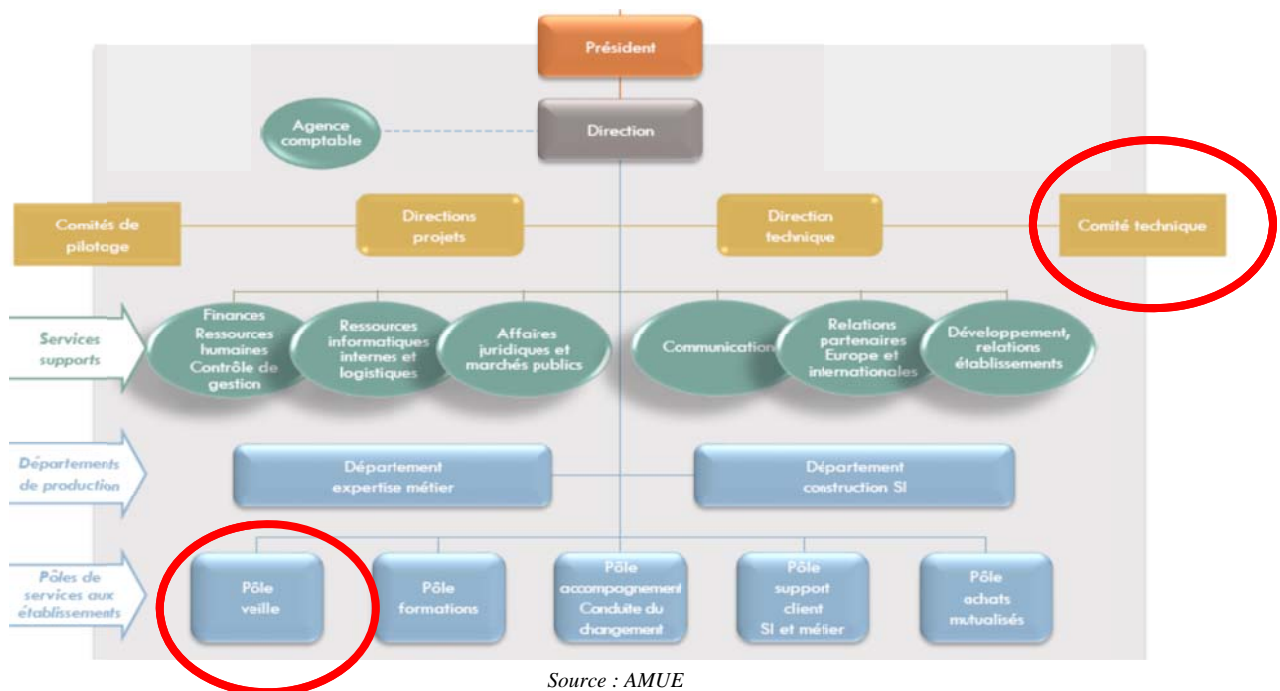 Président
Agence
comptable
Direction
Comités de
pilotage
Directions
projets
Direction
technique
Comité technique
Services
supports
Finances
Ressources
humaines
Contrôle de
gestion
Ressources
informatiques
internes et
logistiques
Affaires
juridiques et
marchés publics
Communication
Relations
partenaires
Europe et
internationales
Développement,
relations
établissements
Départements
de production
Département
expertise métier
Département
construction SI
Pôles de
services aux
établissements
Pôle
veille
Pôle
formations
Pôle
accompagnement
Conduite du
changement
Pôle
support
client
SI et métier
Pôle
achats
mutualisés
Source : AMUE